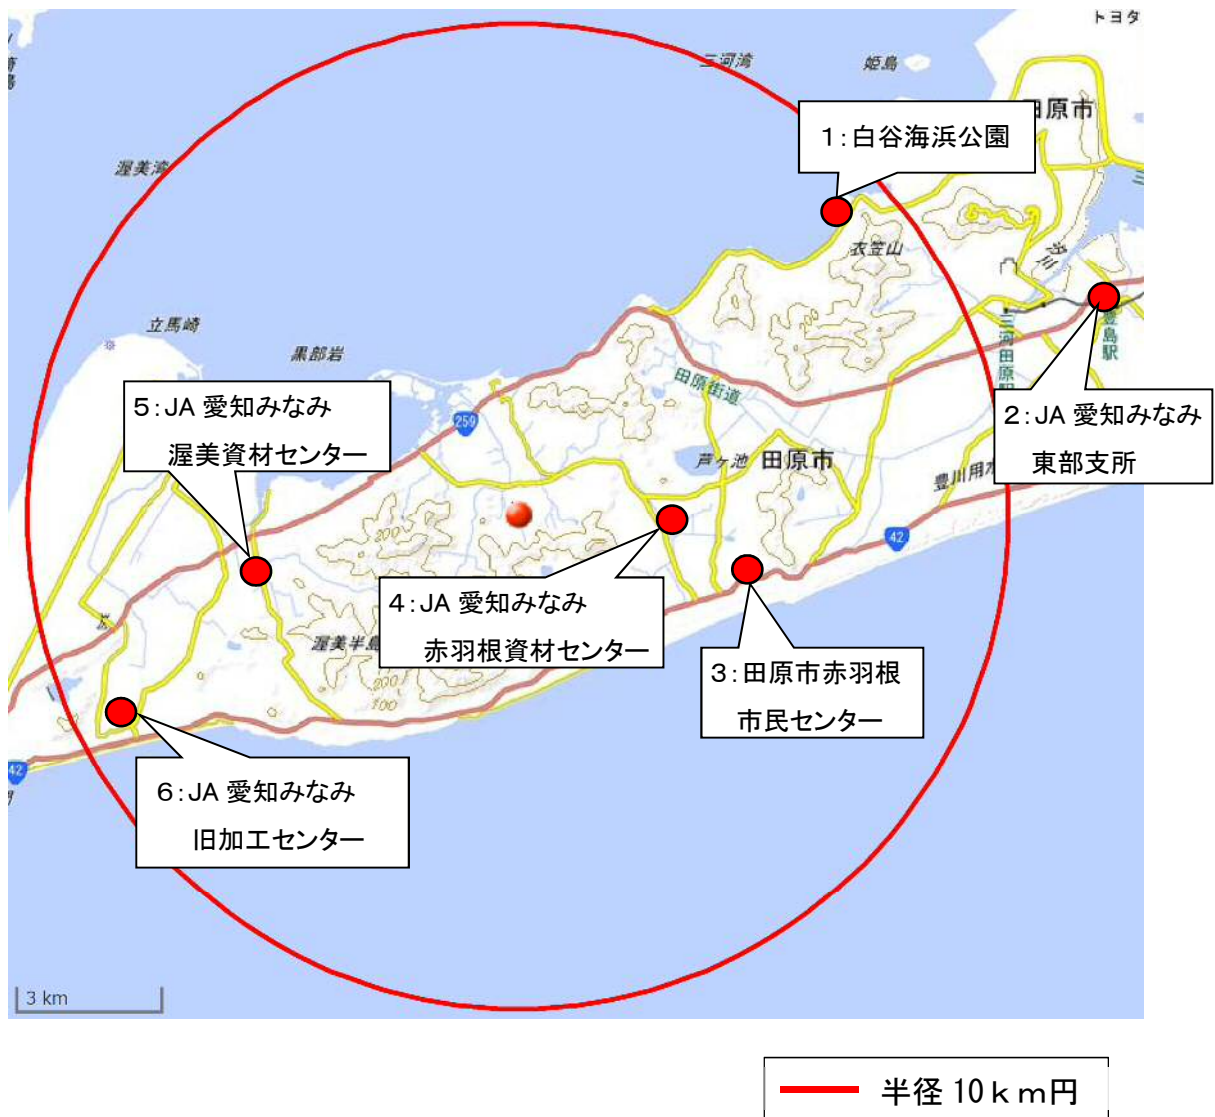 トヨタ
三河湾
姫島
田原市
1:白谷海浜公園
渥美湾
三
汐川
衣笠山
立馬崎
黒部岩
豊島駅
三河田原駅
200
5:JA 愛知みなみ
渥美資材センター
田原街道
259
2:JA 愛知みなみ
東部支所
芦ヶ池
田原市
豊川用水
42
200
4:JA 愛知みなみ
赤羽根資材センター
渥美半島
3:田原市赤羽根
市民センター
200
100
42
6:JA 愛知みなみ
旧加工センター
3 km
半径 10km円